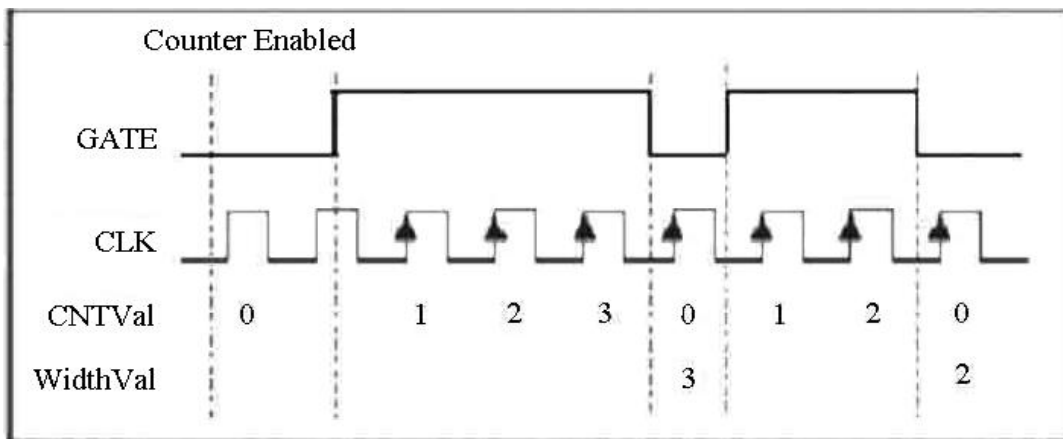 Counter Enabled
GATE
CLK
CNTVal 0 1 2 3 0 1 2 0
WidthVal 3 2